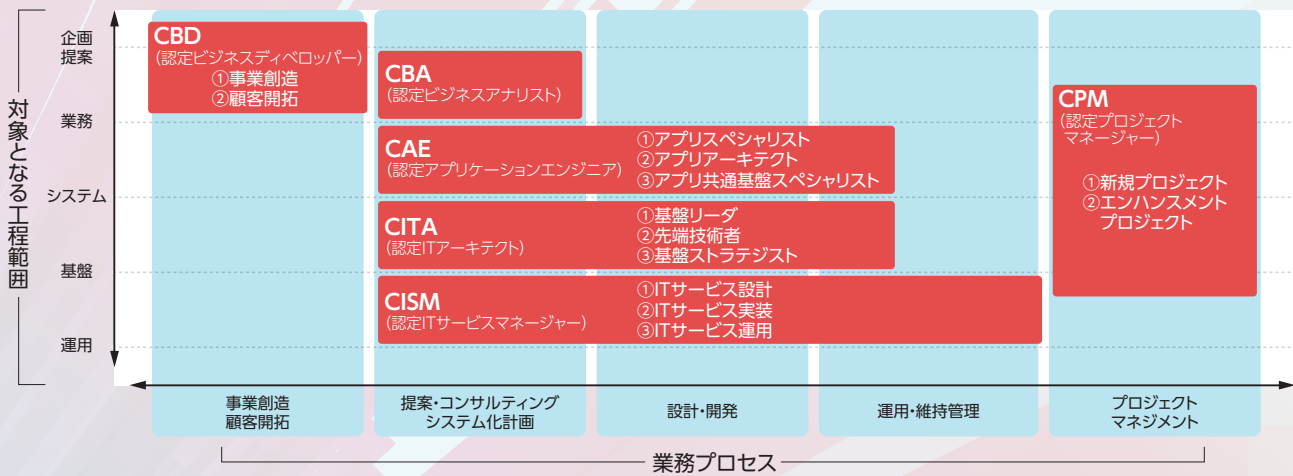 対象となる工程範囲
企画
提案
業務
システム
基盤
運用
CBD
(認定ビジネスディベロッパー)
①事業創造
②顧客開拓
CBA
(認定ビジネスアナリスト)
CAE
(認定アプリケーションエンジニア)
①アプリスペシャリスト
②アプリアーキテクト
③アプリ共通基盤スペシャリスト
CITA
(認定ITアーキテクト)
①基盤リーダ
②先端技術者
③基盤ストラテジスト
CISM
(認定ITサービスマネージャー)
①ITサービス設計
②ITサービス実装
③ITサービス運用
CPM
(認定プロジェクト
マネージャー)
①新規プロジェクト
②エンハンスメント
プロジェクト
事業創造
顧客開拓
提案・コンサルティング
システム化計画
設計・開発
運用・維持管理
プロジェクト
マネジメント
業務プロセス